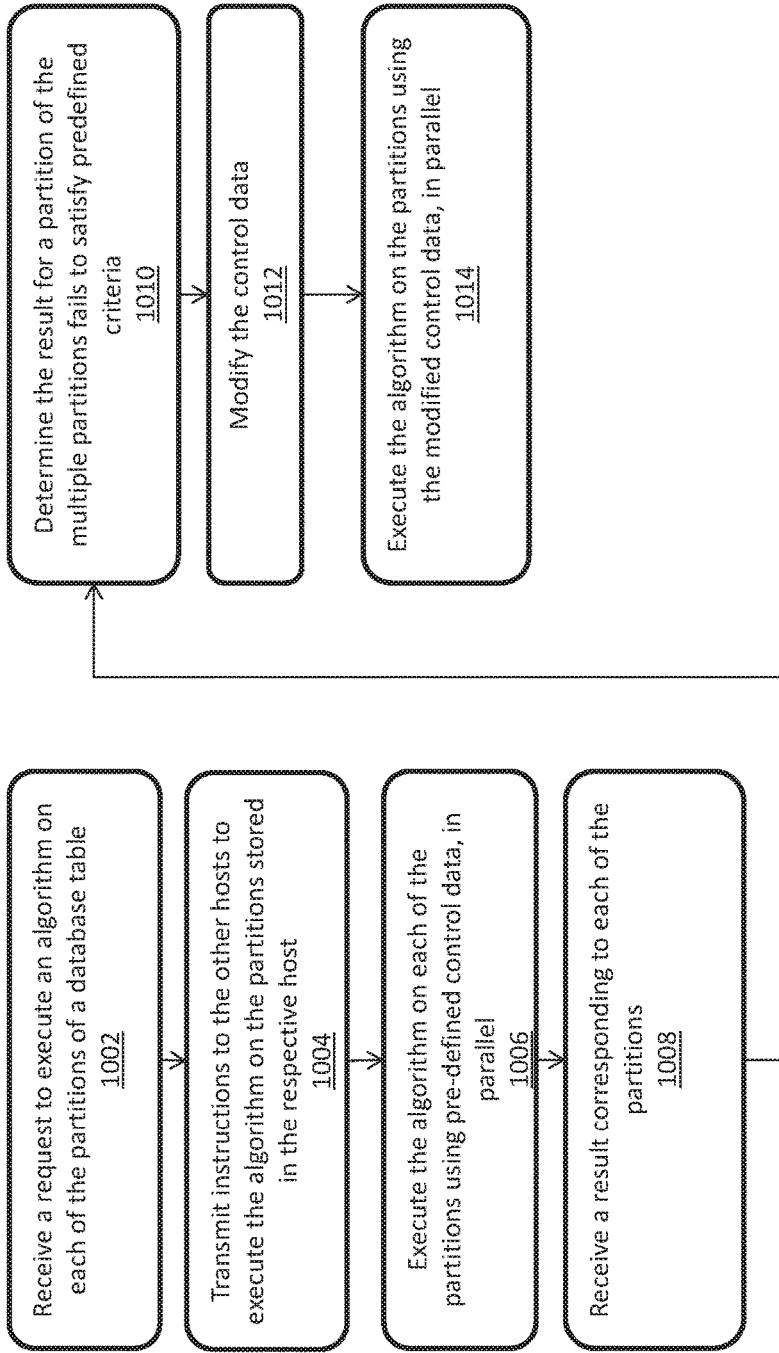 Receive a request to execute an algorithm on
each of the partitions of a database table
1002
Transmit instructions to the other hosts to
execute the algorithm on the partitions stored
in the respective host
1004
Execute the algorithm on each of the
partitions using pre-defined control data, in
parallel
1006
Receive a result corresponding to each of the
partitions
1008
Determine the result for a partition of the
multiple partitions fails to satisfy predefined
criteria
1010
Modify the control data
1012
Execute the algorithm on the partitions using
the modified control data, in parallel
1014